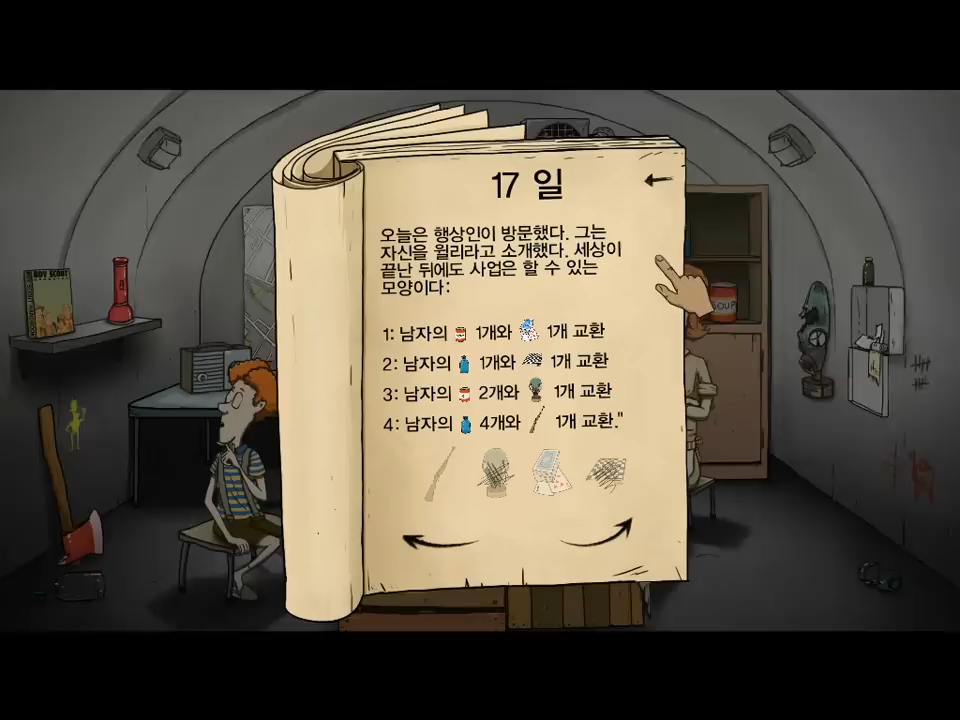 17 일
오늘은 행상인이 방문했다. 그는
자신을 윌리라고 소개했다. 세상이
끝난 뒤에도 사업은 할 수 있는
모양이다:
1: 남자의 1개와 1개 교환
2: 남자의 1개와 1개 교환
3: 남자의 2개와 1개 교환
4: 남자의 4개와 1개 교환."
BOY SCOUT
SOUP